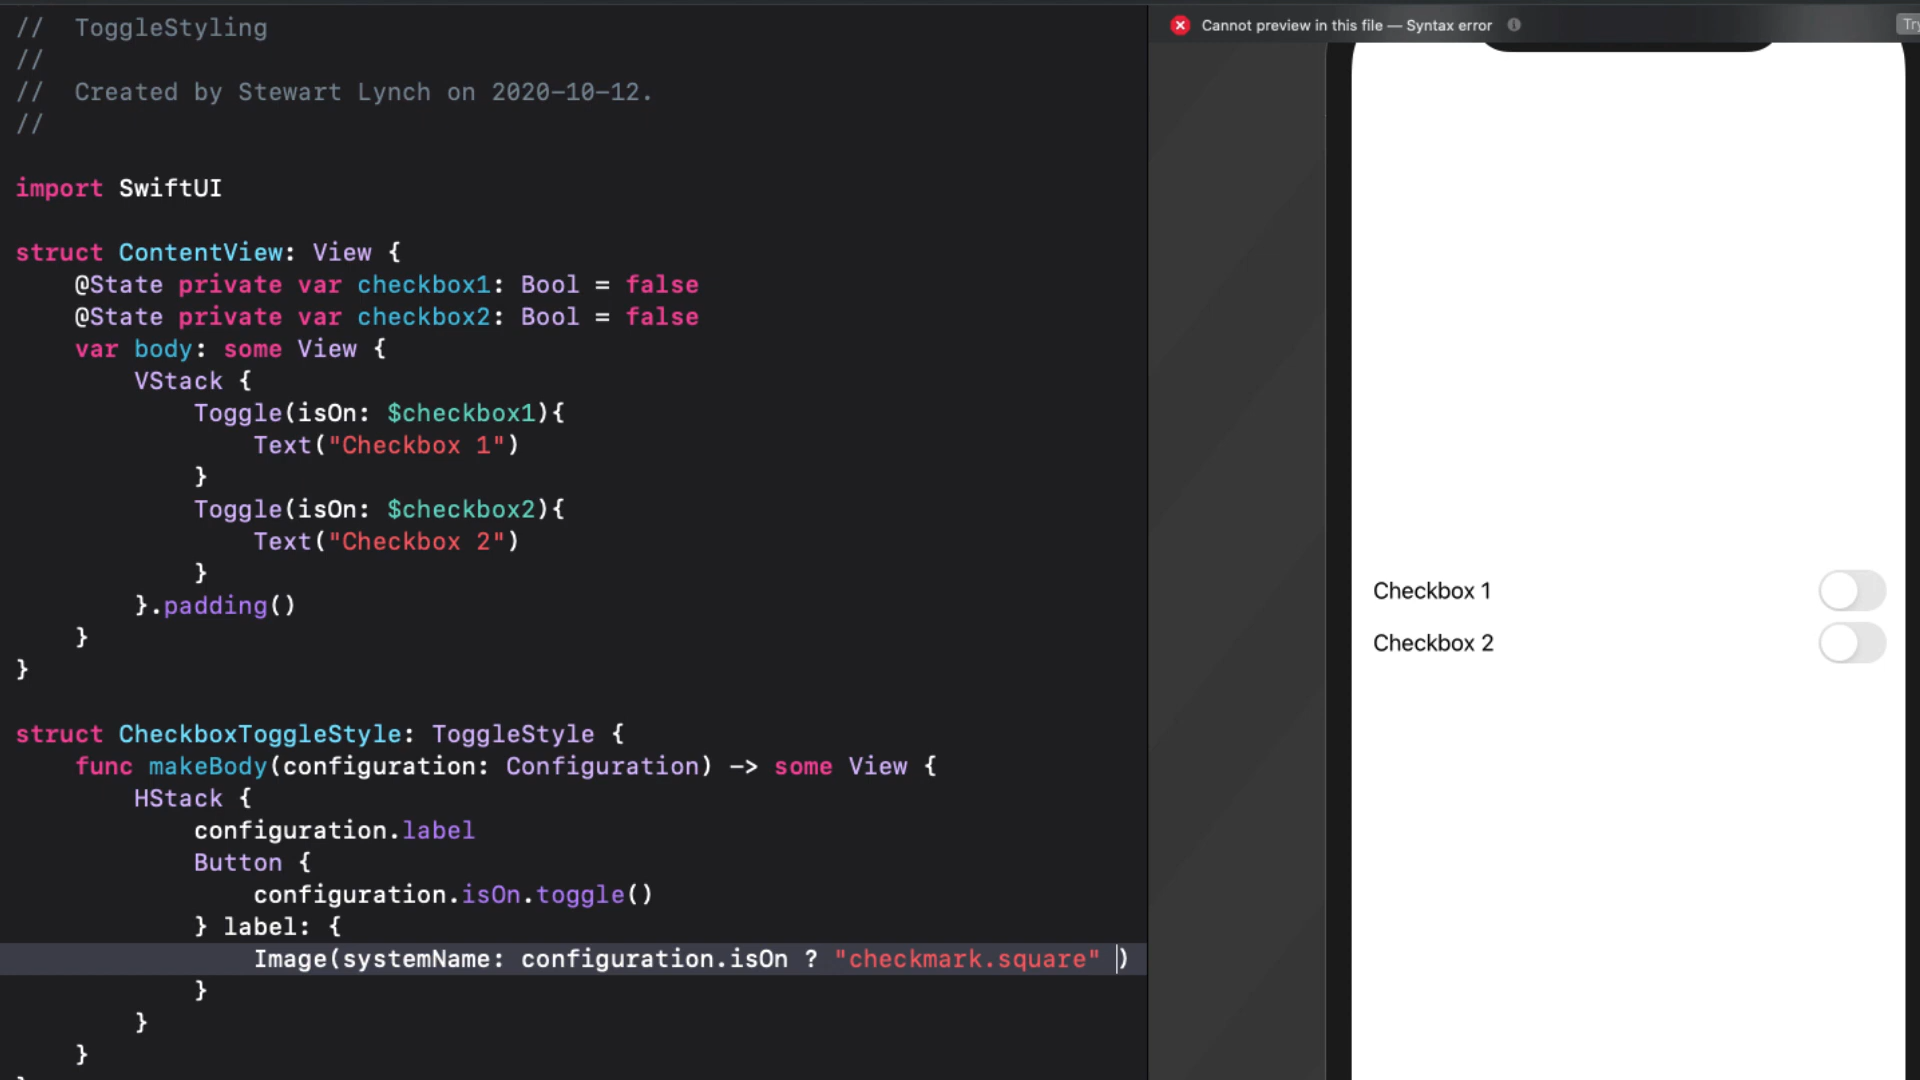 //  ToggleStyling
//
//  Created by Stewart Lynch on 2020-10-12.
//
import SwiftUI
struct ContentView: View {
    @State private var checkbox1: Bool = false
    @State private var checkbox2: Bool = false
    var body: some View {
        VStack {
            Toggle(isOn: $checkbox1){
                Text("Checkbox 1")
            }
            Toggle(isOn: $checkbox2){
                Text("Checkbox 2")
            }
        }.padding()
    }
}
struct CheckboxToggleStyle: ToggleStyle {
    func makeBody(configuration: Configuration) -> some View {
        HStack {
            configuration.label
            Button {
                configuration.isOn.toggle()
            } label: {
                Image(systemName: configuration.isOn ? "checkmark.square" )
            }
        }
    }
Cannot preview in this file — Syntax error
Checkbox 1
Checkbox 2